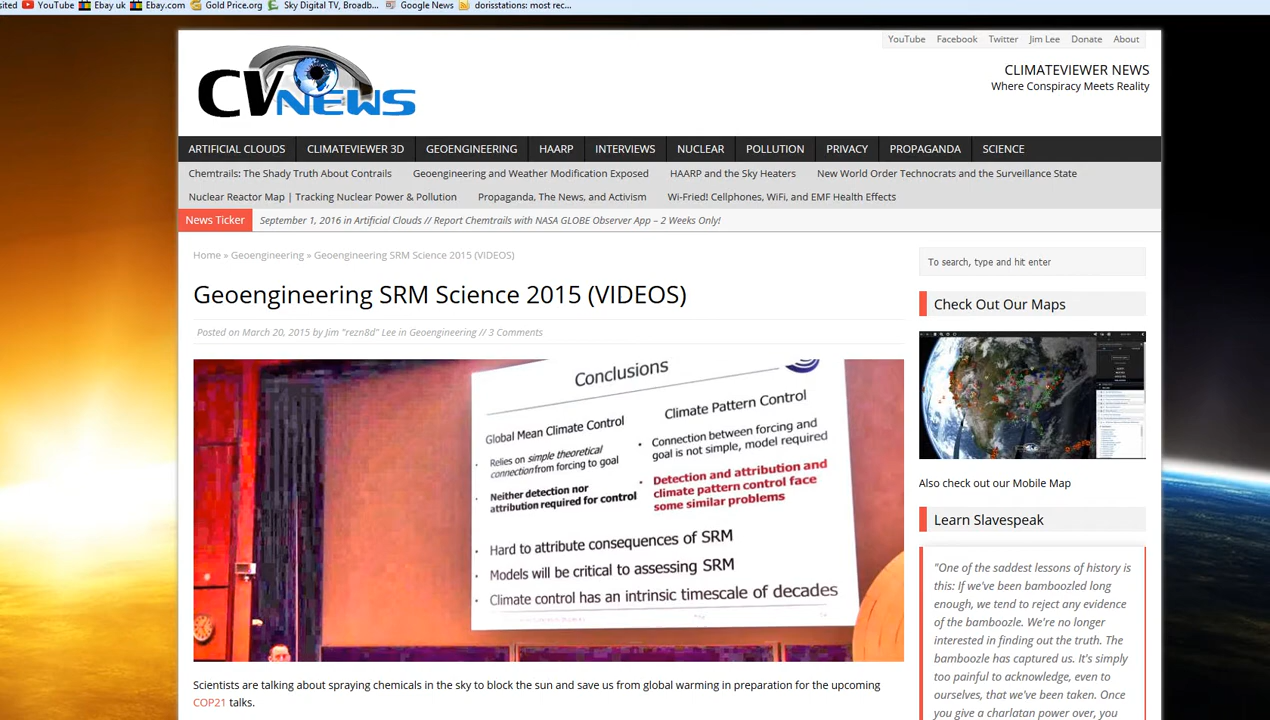 sited YouTube Ebay uk Ebay.com Gold Price.org Sky Digital TV, Broadb... Google News dorisstations: most rec...
YouTube Facebook Twitter Jim Lee Donate About
CV NEWS
CLIMATEVIEWER NEWS
Where Conspiracy Meets Reality
ARTIFICIAL CLOUDS CLIMATEVIEWER 3D GEOENGINEERING HAARP INTERVIEWS NUCLEAR POLLUTION PRIVACY PROPAGANDA SCIENCE
Chemtrails: The Shady Truth About Contrails Geoengineering and Weather Modification Exposed HAARP and the Sky Heaters New World Order Technocrats and the Surveillance State
Nuclear Reactor Map | Tracking Nuclear Power & Pollution Propaganda, The News, and Activism Wi-Fried! Cellphones, WiFi, and EMF Health Effects
News Ticker September 1, 2016 in Artificial Clouds // Report Chemtrails with NASA GLOBE Observer App – 2 Weeks Only!
Home » Geoengineering » Geoengineering SRM Science 2015 (VIDEOS)
Geoengineering SRM Science 2015 (VIDEOS)
Posted on March 20, 2015 by Jim "rezn8d" Lee in Geoengineering // 3 Comments
Conclusions
Global Mean Climate Control
• Relies on simple theoretical
connection from forcing to goal
• Neither detection nor
attribution required for control
Climate Pattern Control
• Connection between forcing and
goal is not simple, model required
• Detection and attribution and
climate pattern control face
some similar problems
• Hard to attribute consequences of SRM
• Models will be critical to assessing SRM
• Climate control has an intrinsic timescale of decades
Scientists are talking about spraying chemicals in the sky to block the sun and save us from global warming in preparation for the upcoming
COP21 talks.
To search, type and hit enter
Check Out Our Maps
Also check out our Mobile Map
Learn Slavespeak
"One of the saddest lessons of history is
this: If we've been bamboozled long
enough, we tend to reject any evidence
of the bamboozle. We're no longer
interested in finding out the truth. The
bamboozle has captured us. It's simply
too painful to acknowledge, even to
ourselves, that we've been taken. Once
you give a charlatan power over, you